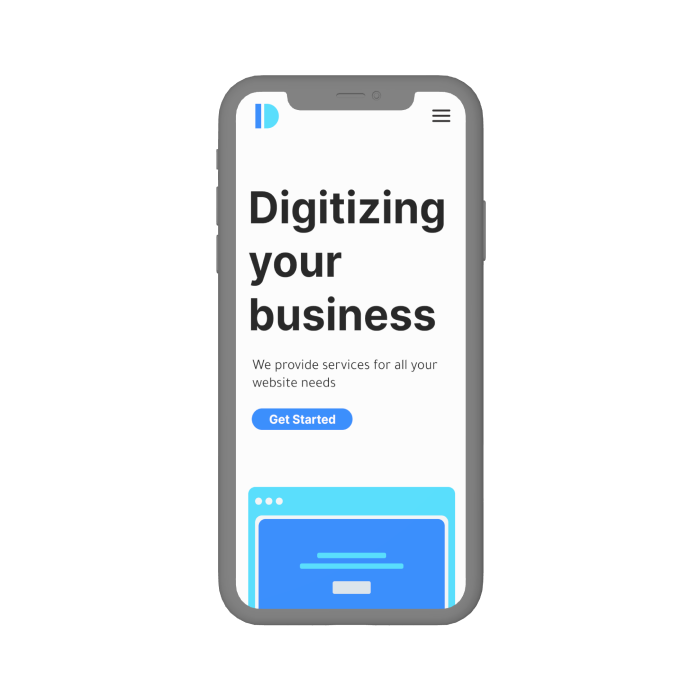 Digitizing
your
business
We provide services for all your
website needs
Get Started